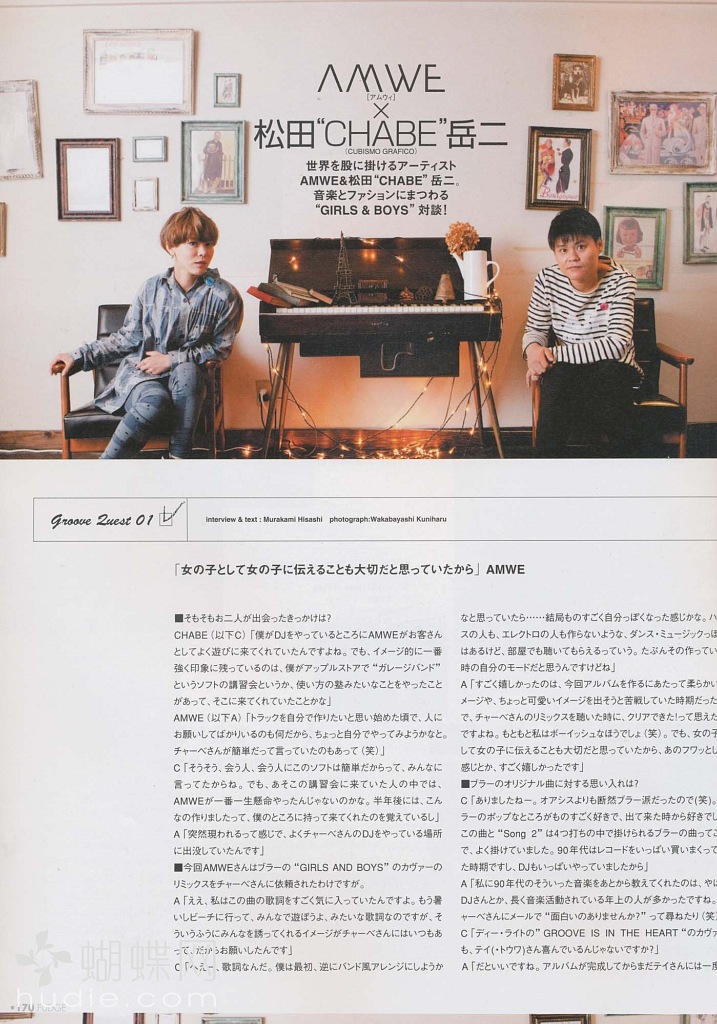 AMWE
[アムウィ]
×
松田“CHABE”岳二
(CUBISMO GRAFICO)
世界を股に掛けるアーティスト
AMWE&松田“CHABE” 岳二。
音楽とファションにまつわる
“GIRLS & BOYS” 対談!
Groove Quest 01
interview & text : Murakami Hisashi photograph:Wakabayashi Kuniharu
「女の子として女の子に伝えることも大切だと思っていたから」 AMWE
■そもそもお二人が出会ったきっかけは?
CHABE(以下C)「僕がDJをやっているところにAMWEがお客さん
としてよく遊びに来てくれていたんですよね。でも、イメージ的に一番
強く印象に残っているのは、僕がアップルストアで“ガレージバンド”
というソフトの講習会というか、使い方の塾みたいなことをやったこと
があって、そこに来てくれていたことかな」
AMWE(以下A)「トラックを自分で作りたいと思い始めた頃で、人に
お願いしてばかりいるのも何だから、ちょっと自分でやってみようかなと。
チャーベさんが簡単だって言っていたのもあって(笑)」
C「そうそう、会う人、会う人にこのソフトは簡単だからって、みんなに
言ってたからね。でも、あそこの講習会に来ていた人の中では、
AMWEが一番一生懸命やったんじゃないのかな。半年後には、こん
なの作りましたって、僕のところに持って来てくれたのを覚えているし」
A「突然現われるって感じで、よくチャーベさんのDJをやっている場所
に出没していたんです」
■今回AMWEさんはブラーの“GIRLS AND BOYS”のカヴァーの
リミックスをチャーベさんに依頼されたわけですが。
A「ええ、私はこの曲の歌詞をすごく気に入っていたんですよ。もう暑
いしビーチに行って、みんなで遊ぼうよ、みたいな歌詞なのですが、そ
ういうふうにみんなを誘ってくれるイメージがチャーベさんにはいつもあ
って、だからお願いしたんです」
C「へえー、歌詞なんだ。僕は最初、逆にバンド風アレンジにしようか
なと思っていたら……結局ものすごく自分っぽくなった感じかな。ハ
スの人も、エレクトロの人も作らないような、ダンス・ミュージックっぽ
はあるけど、部屋でも聴いてもらえるっていう。たぶんその作ってい
時の自分のモードだと思うんですけどね」
A「すごく嬉しかったのは、今回アルバムを作るにあたって柔らかい
メージや、ちょっと可愛いイメージを出そうと苦戦していた時期だった
で、チャーベさんのリミックスを聴いた時に、クリアできた!って思えた
ですよね。もともと私はボーイッシュなほうでしょ(笑)。でも、女の子
して女の子に伝えることも大切だと思っていたから、あのフワッとし
感じとか、すごく嬉しかったです」
■ブラーのオリジナル曲に対する思い入れは?
C「ありましたねー。オアシスよりも断然ブラー派だったので(笑)。
ラーのポップなところがものすごく好きで、出て来た時から好きでし
この曲と“Song 2”は4つ打ちの中で掛けられるブラーの曲ってこ
で、よく掛けていました。90年代はレコードをいっぱい買いまくって
た時期ですし、DJもいっぱいやっていましたから」
A「私に90年代のそういった音楽をあとから教えてくれたのは、や
DJさんとか、長く音楽活動されている年上の人が多かったですね。
ャーベさんにメールで“面白いのありませんか?”って尋ねたり(笑
C「ディー・ライトの“GROOVE IS IN THE HEART”のカヴァ
も、テイ(・トウワ)さん喜んでいるんじゃないですか?」
A「だといいですね。アルバムが完成してからまだテイさんには一度
蝴蝶网
hudie.com
170 FUDGE